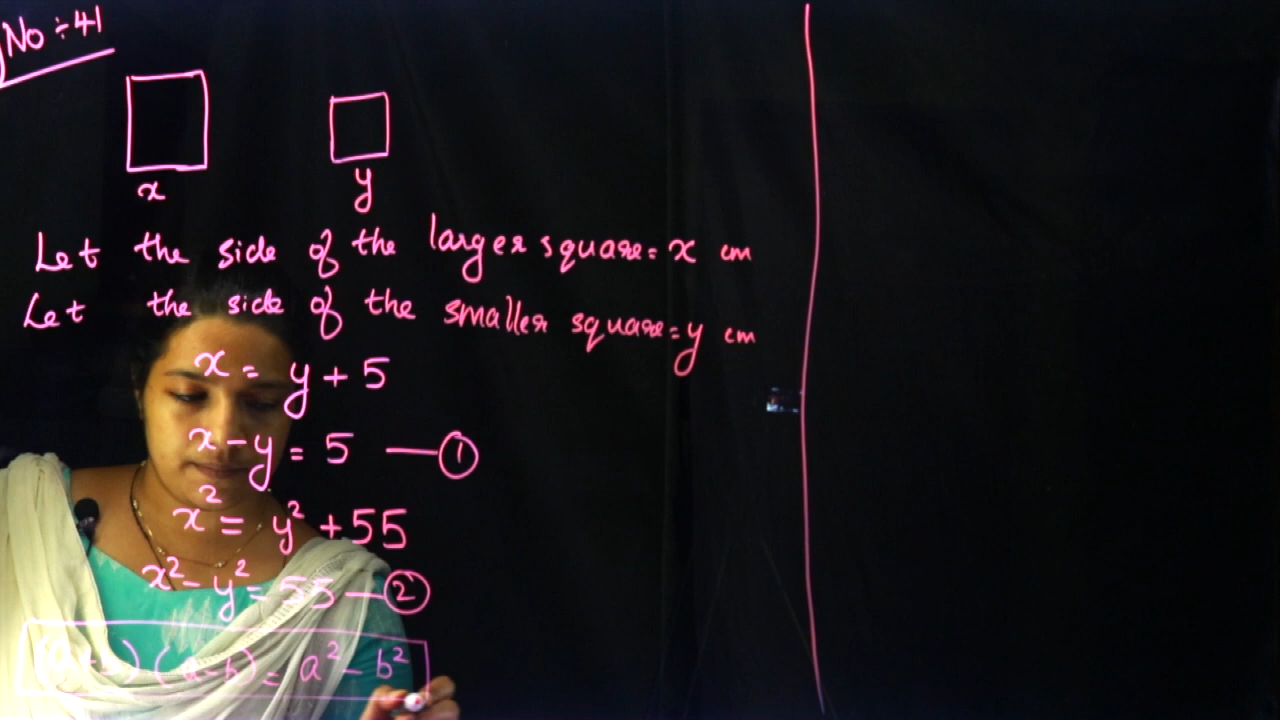 No ÷ 41
x
y
Let the side of the larger square = x cm
Let the side of the smaller square = y cm
x = y + 5
x - y = 5 — ①
x² = y² + 55
x² - y² = 55 — ②
(a + b) (a - b) = a² - b²